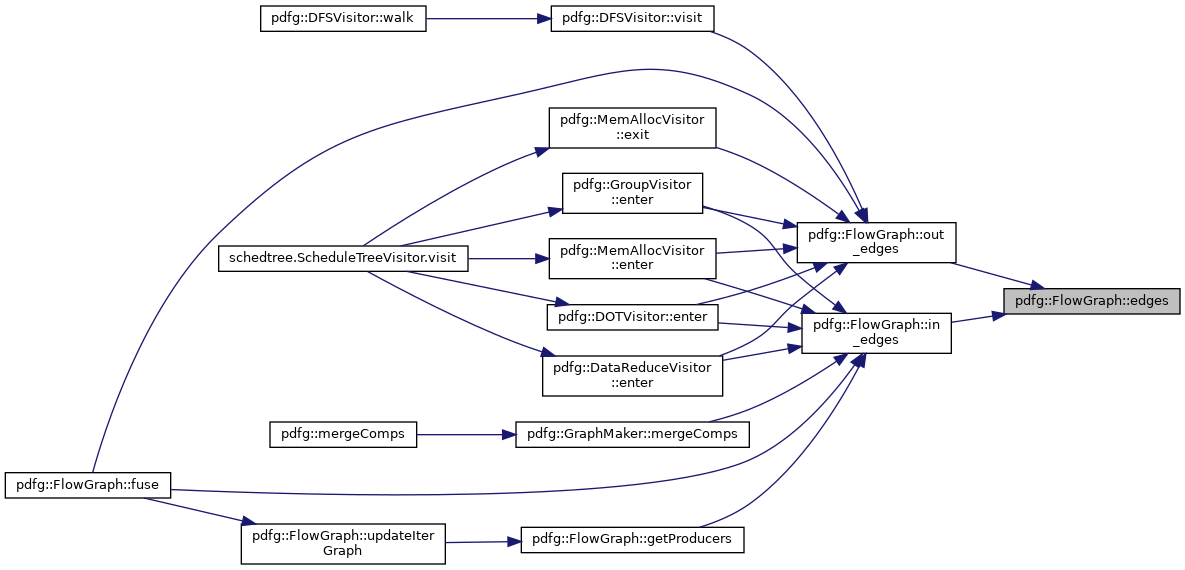 pdfg::DFSVisitor::walk
pdfg::DFSVisitor::visit
pdfg::MemAllocVisitor
::exit
pdfg::GroupVisitor
::enter
pdfg::FlowGraph::out
_edges
schedtree.ScheduleTreeVisitor.visit
pdfg::MemAllocVisitor
::enter
pdfg::FlowGraph::edges
pdfg::DOTVisitor::enter
pdfg::FlowGraph::in
_edges
pdfg::DataReduceVisitor
::enter
pdfg::mergeComps
pdfg::GraphMaker::mergeComps
pdfg::FlowGraph::fuse
pdfg::FlowGraph::updateIter
Graph
pdfg::FlowGraph::getProducers